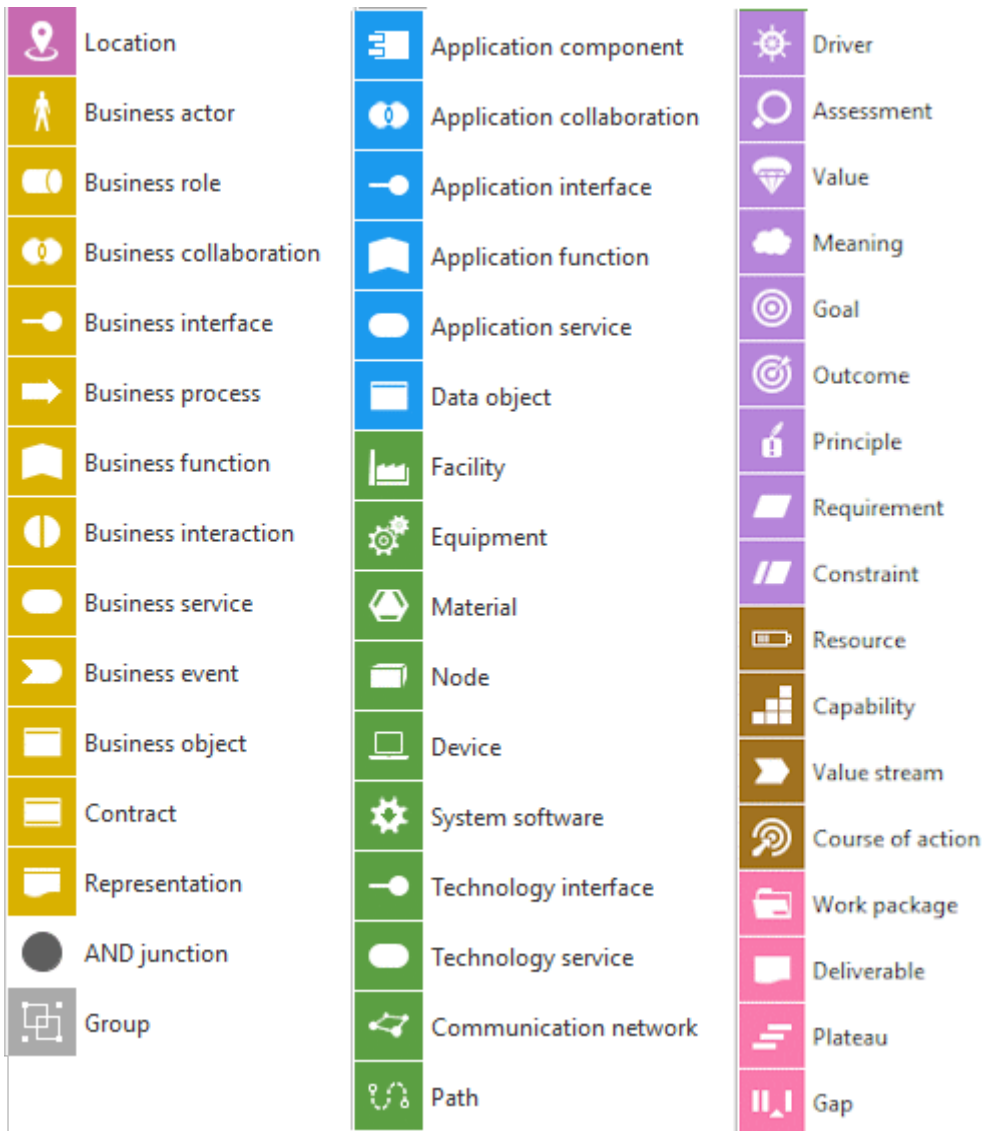 Location
Business actor
Business role
Business collaboration
Business interface
Business process
Business function
Business interaction
Business service
Business event
Business object
Contract
Representation
AND junction
Group
Application component
Application collaboration
Application interface
Application function
Application service
Data object
Facility
Equipment
Material
Node
Device
System software
Technology interface
Technology service
Communication network
Path
Driver
Assessment
Value
Meaning
Goal
Outcome
Principle
Requirement
Constraint
Resource
Capability
Value stream
Course of action
Work package
Deliverable
Plateau
Gap